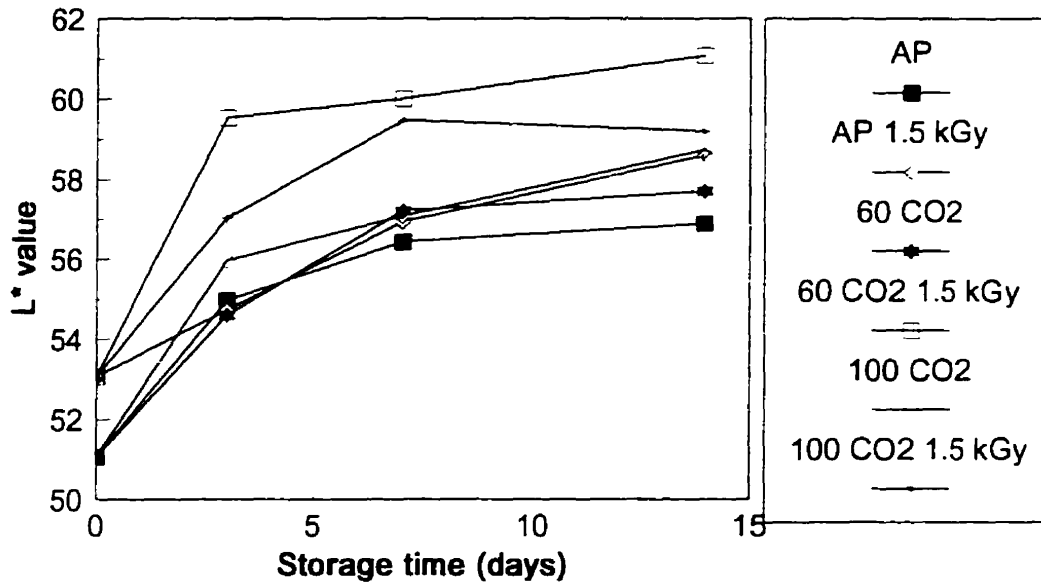 62
60
58
56
54
52
50
L* value
0
5
10
15
Storage time (days)
AP
AP 1.5 kGy
60 CO2
60 CO2 1.5 kGy
100 CO2
100 CO2 1.5 kGy